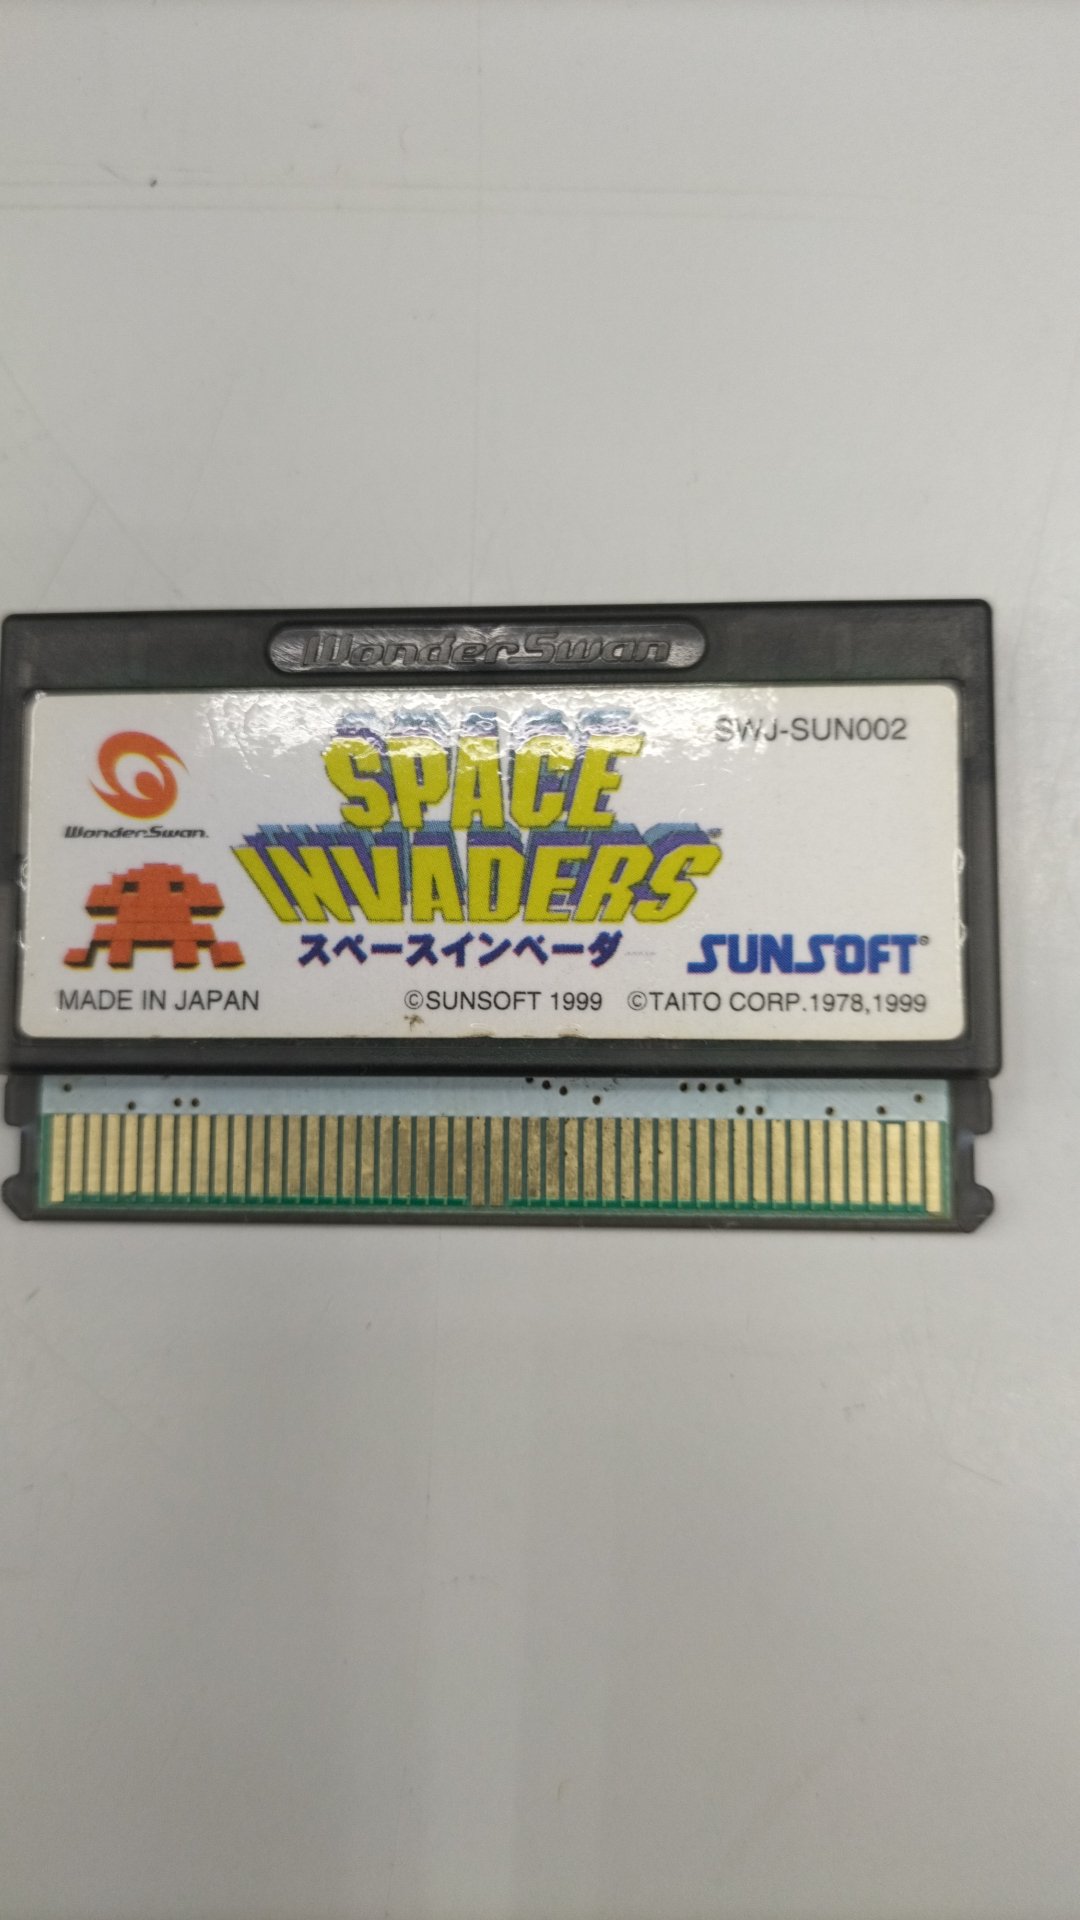 WonderSwan
SWJ-SUN002
WonderSwan
SPACE
INVADERS
スペースインベーダー
SUNSOFT®
MADE IN JAPAN ©SUNSOFT 1999 ©TAITO CORP.1978,1999